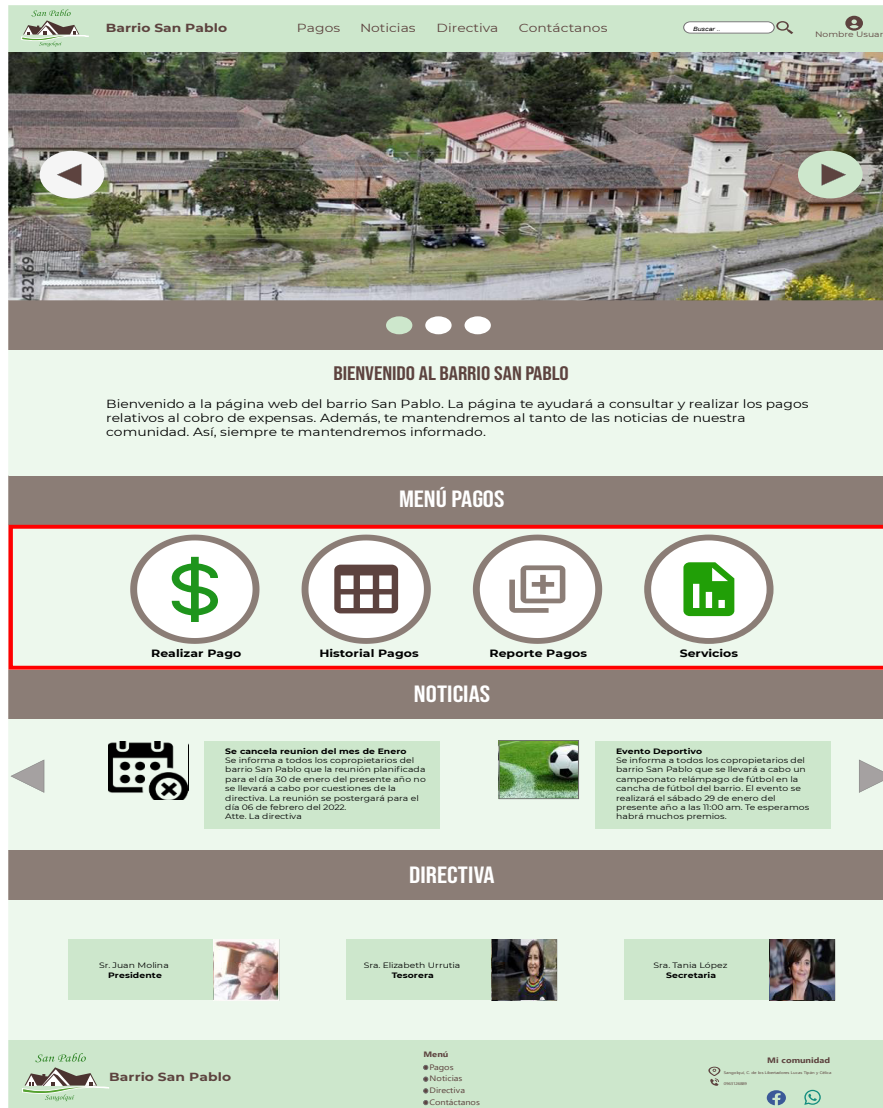 San Pablo
Sangolquí
Barrio San Pablo
Pagos Noticias Directiva Contáctanos
Buscar ..
Nombre Usuar
432169
BIENVENIDO AL BARRIO SAN PABLO
Bienvenido a la página web del barrio San Pablo. La página te ayudará a consultar y realizar los pagos
relativos al cobro de expensas. Además, te mantendremos al tanto de las noticias de nuestra
comunidad. Así, siempre te mantendremos informado.
MENÚ PAGOS
Realizar Pago
Historial Pagos
Reporte Pagos
Servicios
NOTICIAS
Se cancela reunion del mes de Enero
Se informa a todos los copropietarios del
barrio San Pablo que la reunión planificada
para el día 30 de enero del presente año no
se llevará a cabo por cuestiones de la
directiva. La reunión se postergará para el
día 06 de febrero del 2022.
Atte. La directiva
Evento Deportivo
Se informa a todos los copropietarios del
barrio San Pablo que se llevará a cabo un
campeonato relámpago de fútbol en la
cancha de fútbol del barrio. El evento se
realizará el sábado 29 de enero del
presente año a las 11:00 am. Te esperamos
habrá muchos premios.
DIRECTIVA
Sr. Juan Molina
Presidente
Sra. Elizabeth Urrutia
Tesorera
Sra. Tania López
Secretaria
San Pablo
Sangolquí
Barrio San Pablo
Menú
Pagos
Noticias
Directiva
Contáctanos
Mi comunidad
Sangolquí, C. de los Libertadores Lucas Tipán y